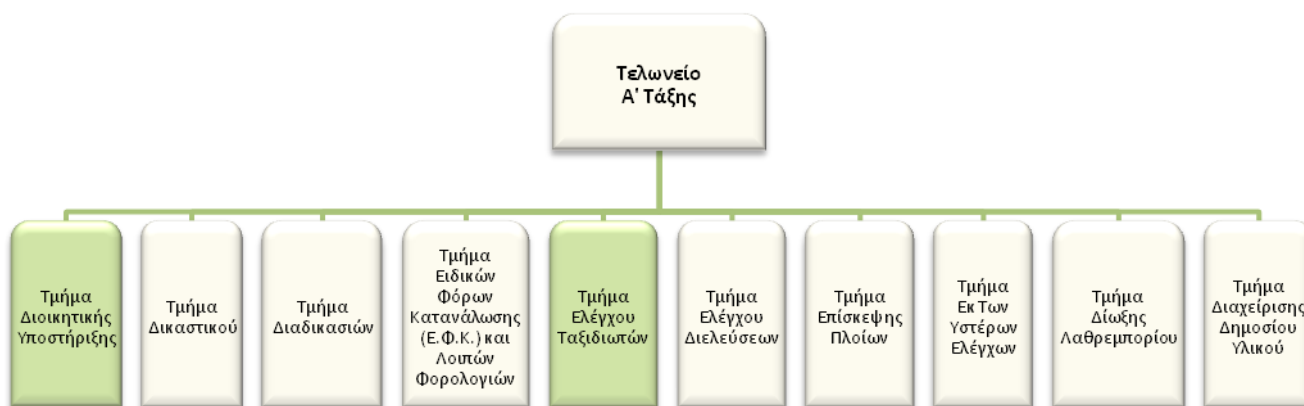 Τελωνείο
Α' Τάξης
Τμήμα
Διοικητικής
Υποστήριξης
Τμήμα
Δικαστικού
Τμήμα
Διαδικασιών
Τμήμα
Ειδικών
Φόρων
Κατανάλωσης
(Ε.Φ.Κ.) και
Λοιπών
Φορολογιών
Τμήμα
Ελέγχου
Ταξιδιωτών
Τμήμα
Ελέγχου
Διελεύσεων
Τμήμα
Επίσκεψης
Πλοίων
Τμήμα
Εκ Των
Υστέρων
Ελέγχων
Τμήμα
Δίωξης
Λαθρεμπορίου
Τμήμα
Διαχείρισης
Δημοσίου
Υλικού